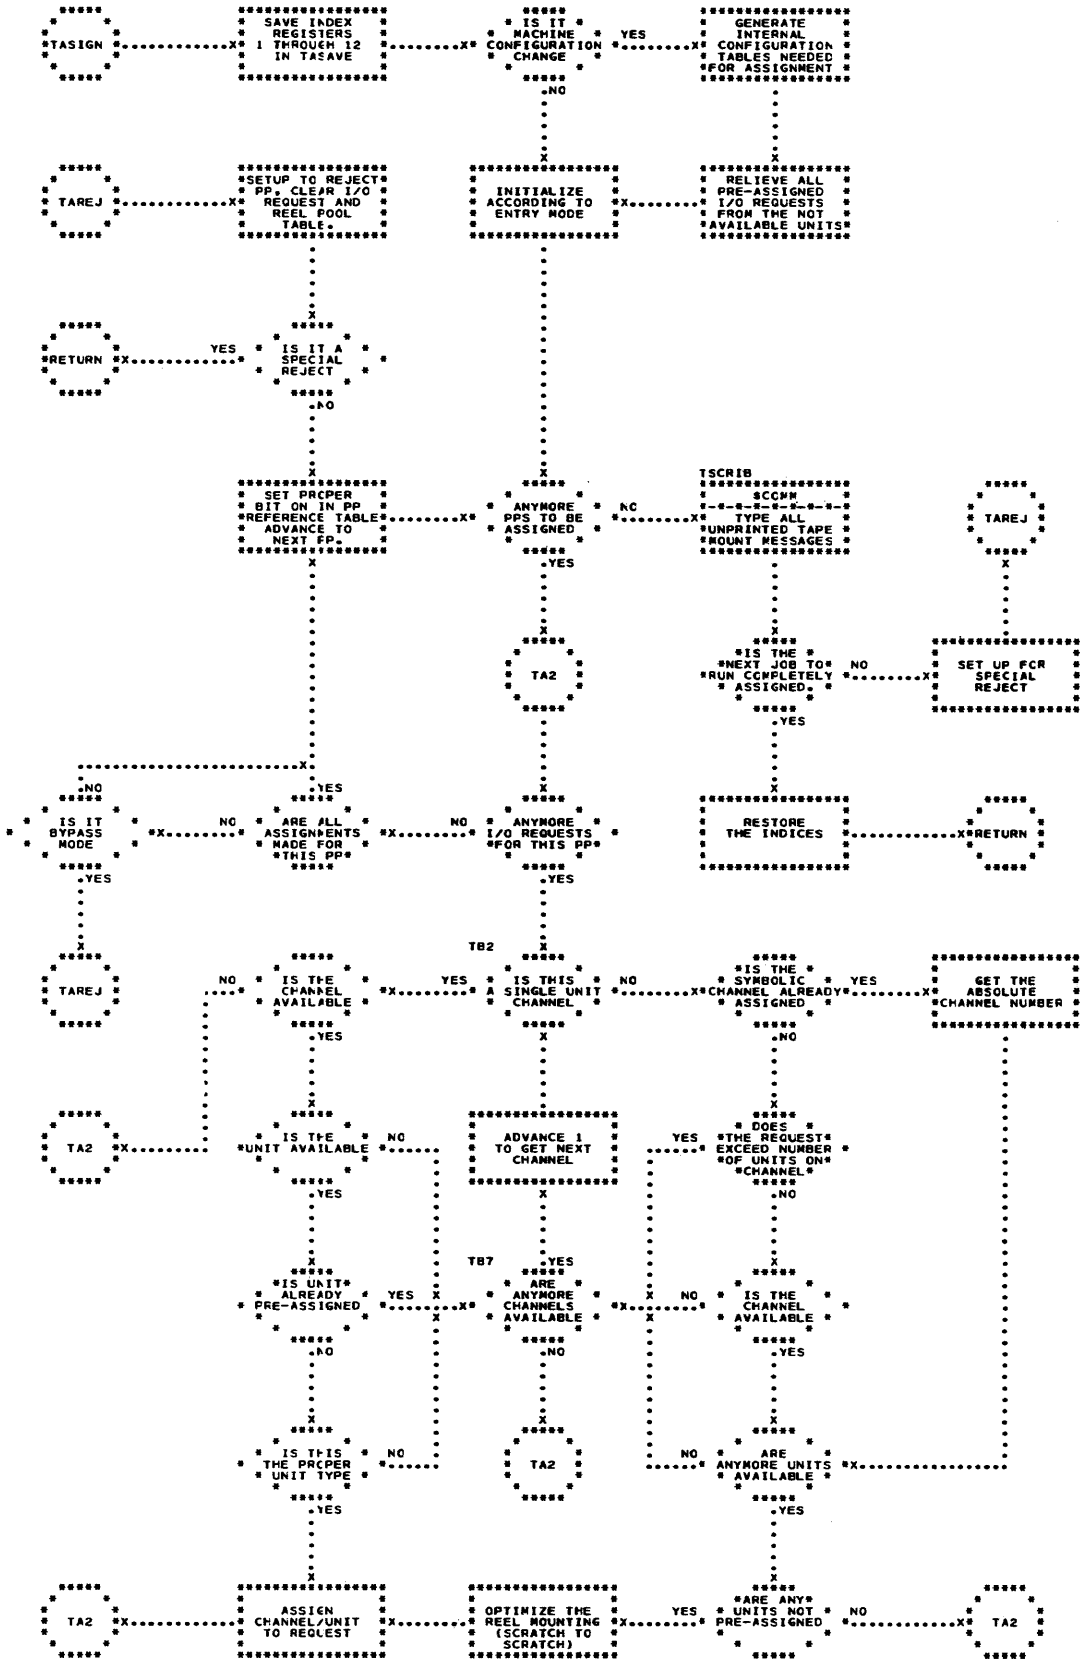 TASIGN
SAVE INDEX
REGISTERS
1 THROUGH 12
IN TASAVE
IS IT
MACHINE
CONFIGURATION
CHANGE
YES
GENERATE
INTERNAL
CONFIGURATION
TABLES NEEDED
FOR ASSIGNMENT
NO
TAREJ
SETUP TO REJECT
PP. CLEAR I/O
REQUEST AND
REEL POOL
TABLE.
INITIALIZE
ACCORDING TO
ENTRY MODE
RELIEVE ALL
PRE-ASSIGNED
I/O REQUESTS
FROM THE NOT
AVAILABLE UNITS
RETURN
YES
IS IT A
SPECIAL
REJECT
NO
SET PROPER
BIT ON IN PP
REFERENCE TABLE
ADVANCE TO
NEXT PP.
ANYMORE
PPS TO BE
ASSIGNED
NO
TSCRIB
SCOMM
TYPE ALL
UNPRINTED TAPE
MOUNT MESSAGES
TAREJ
YES
TA2
IS THE
NEXT JOB TO
RUN COMPLETELY
ASSIGNED.
NO
SET UP FOR
SPECIAL
REJECT
YES
NO
YES
IS IT
BYPASS
MODE
NO
ARE ALL
ASSIGNMENTS
MADE FOR
THIS PP
NO
ANYMORE
I/O REQUESTS
FOR THIS PP
RESTORE
THE INDICES
RETURN
YES
YES
TAREJ
NO
IS THE
CHANNEL
AVAILABLE
YES
TB2
IS THIS
A SINGLE UNIT
CHANNEL
NO
IS THE
SYMBOLIC
CHANNEL ALREADY
ASSIGNED
YES
GET THE
ABSOLUTE
CHANNEL NUMBER
YES
NO
TA2
IS THE
UNIT AVAILABLE
NO
ADVANCE 1
TO GET NEXT
CHANNEL
YES
DOES
THE REQUEST
EXCEED NUMBER
OF UNITS ON
CHANNEL
YES
NO
IS UNIT
ALREADY
PRE-ASSIGNED
YES
TB7
YES
ARE
ANYMORE
CHANNELS
AVAILABLE
NO
IS THE
CHANNEL
AVAILABLE
NO
NO
YES
IS THIS
THE PROPER
UNIT TYPE
NO
TA2
NO
ARE
ANYMORE UNITS
AVAILABLE
YES
YES
TA2
ASSIGN
CHANNEL/UNIT
TO REQUEST
OPTIMIZE THE
REEL MOUNTING
(SCRATCH TO
SCRATCH)
YES
ARE ANY
UNITS NOT
PRE-ASSIGNED
NO
TA2